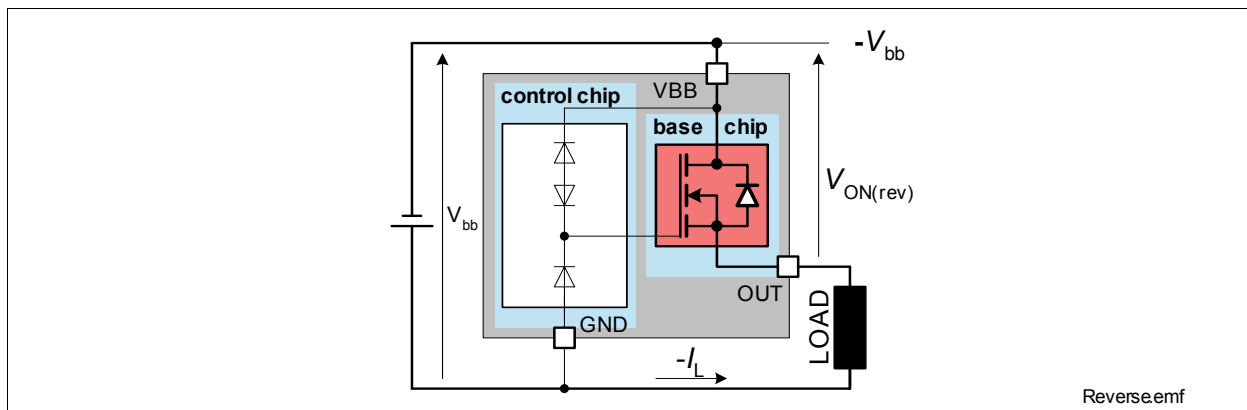 -Vbb
VBB
control chip
base chip
Vbb
VON(rev)
OUT
GND
LOAD
-IL
Reverse.emf